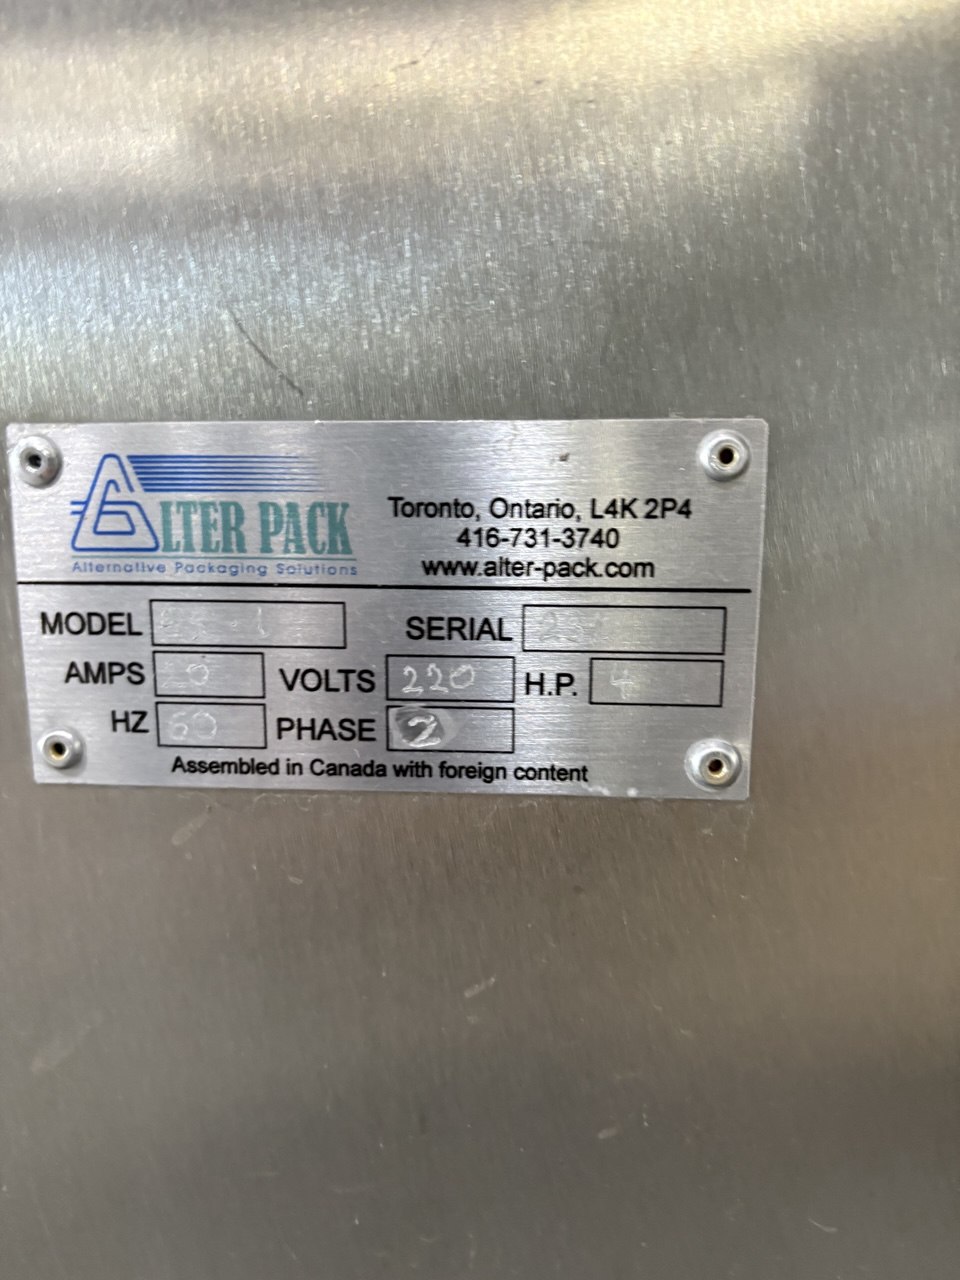 ALTER PACK
Alternative Packaging Solutions
Toronto, Ontario, L4K 2P4
416-731-3740
www.alter-pack.com
MODEL SERIAL
AMPS VOLTS 220 H.P. 4
HZ 60 PHASE 2
Assembled in Canada with foreign content